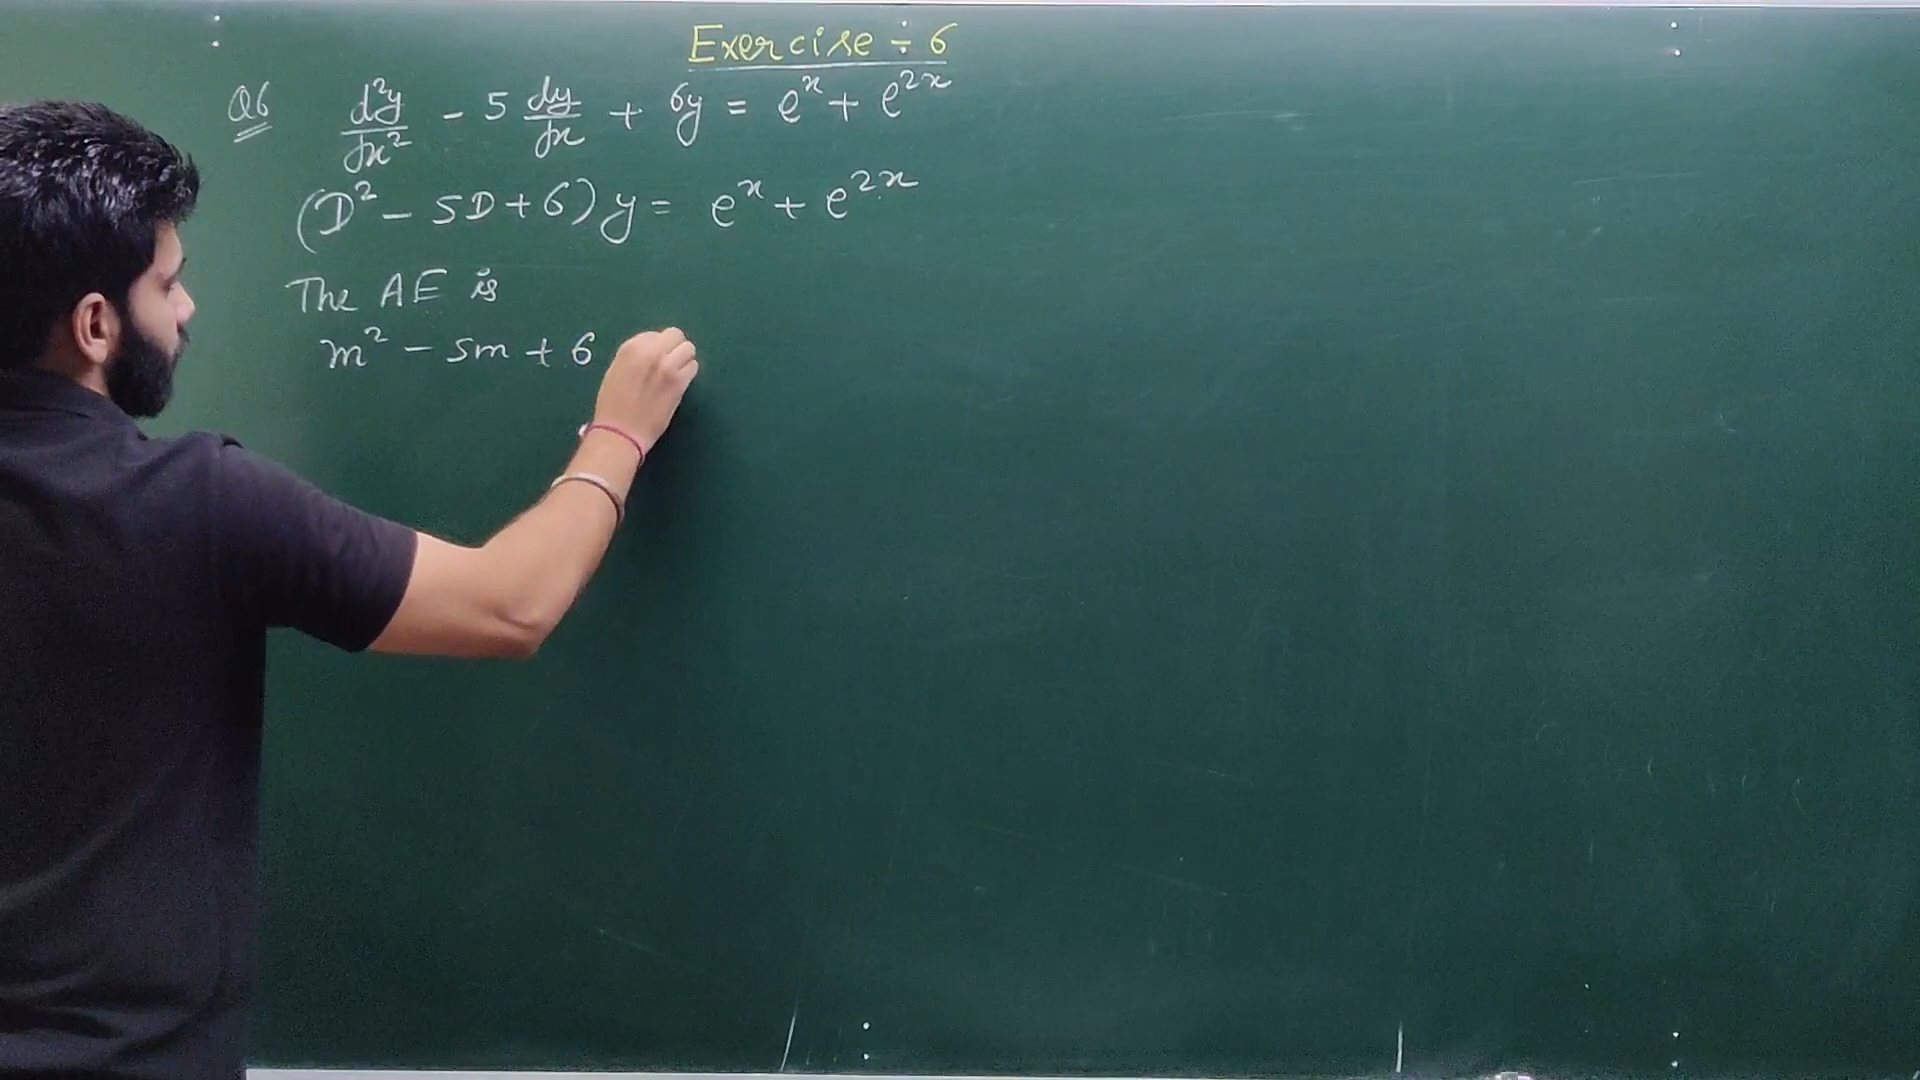 Exercise ÷ 6
Q6 d²y/dx² - 5 dy/dx + 6y = eˣ + e²ˣ
(D² - 5D + 6) y = eˣ + e²ˣ
The AE is
m² - 5m + 6